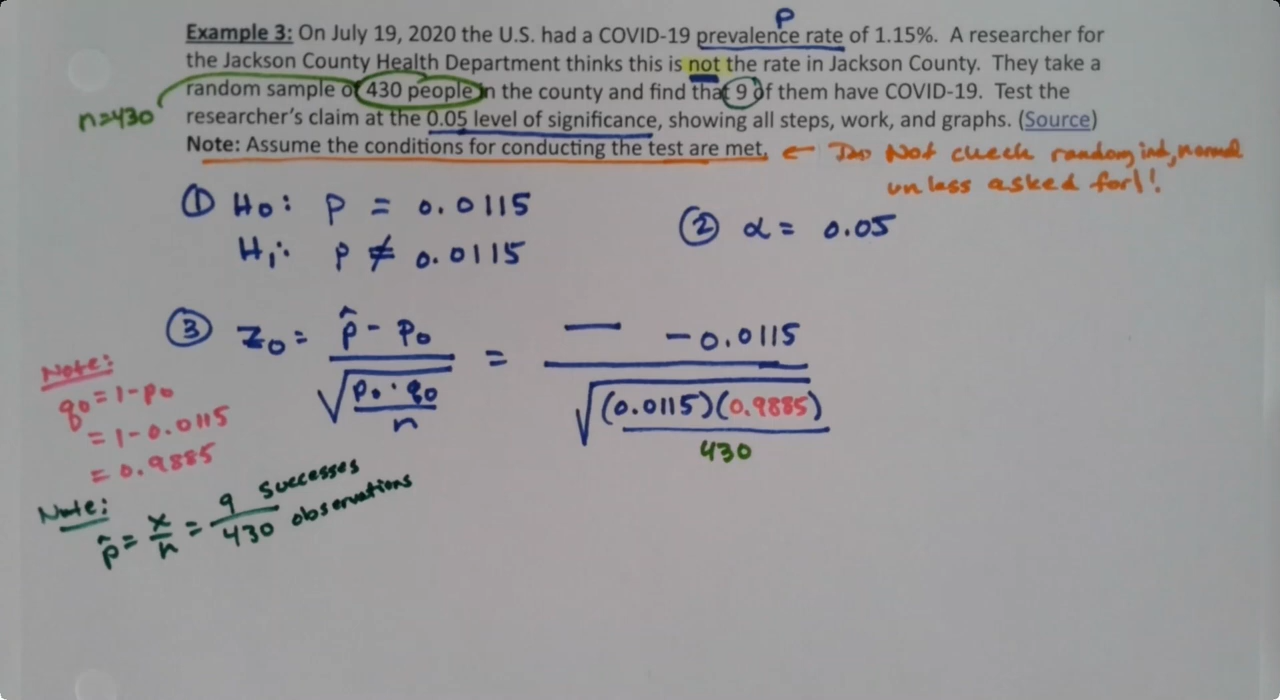 P
Example 3: On July 19, 2020 the U.S. had a COVID-19 prevalence rate of 1.15%. A researcher for
the Jackson County Health Department thinks this is not the rate in Jackson County. They take a
random sample of 430 people in the county and find that 9 of them have COVID-19. Test the
n=430
researcher's claim at the 0.05 level of significance, showing all steps, work, and graphs. (Source)
Note: Assume the conditions for conducting the test are met. ← Do Not check random, ind, normal
unless asked for!!
① H₀: P = 0.0115
② α = 0.05
H₁: P ≠ 0.0115
③ Z₀ = p̂ - P₀ / √(P₀ · q₀ / n) = __ - 0.0115 / √((0.0115)(0.9885) / 430)
Note:
q₀ = 1 - p₀
= 1 - 0.0115
= 0.9885
Note:
p̂ = x/n = 9 successes / 430 observations